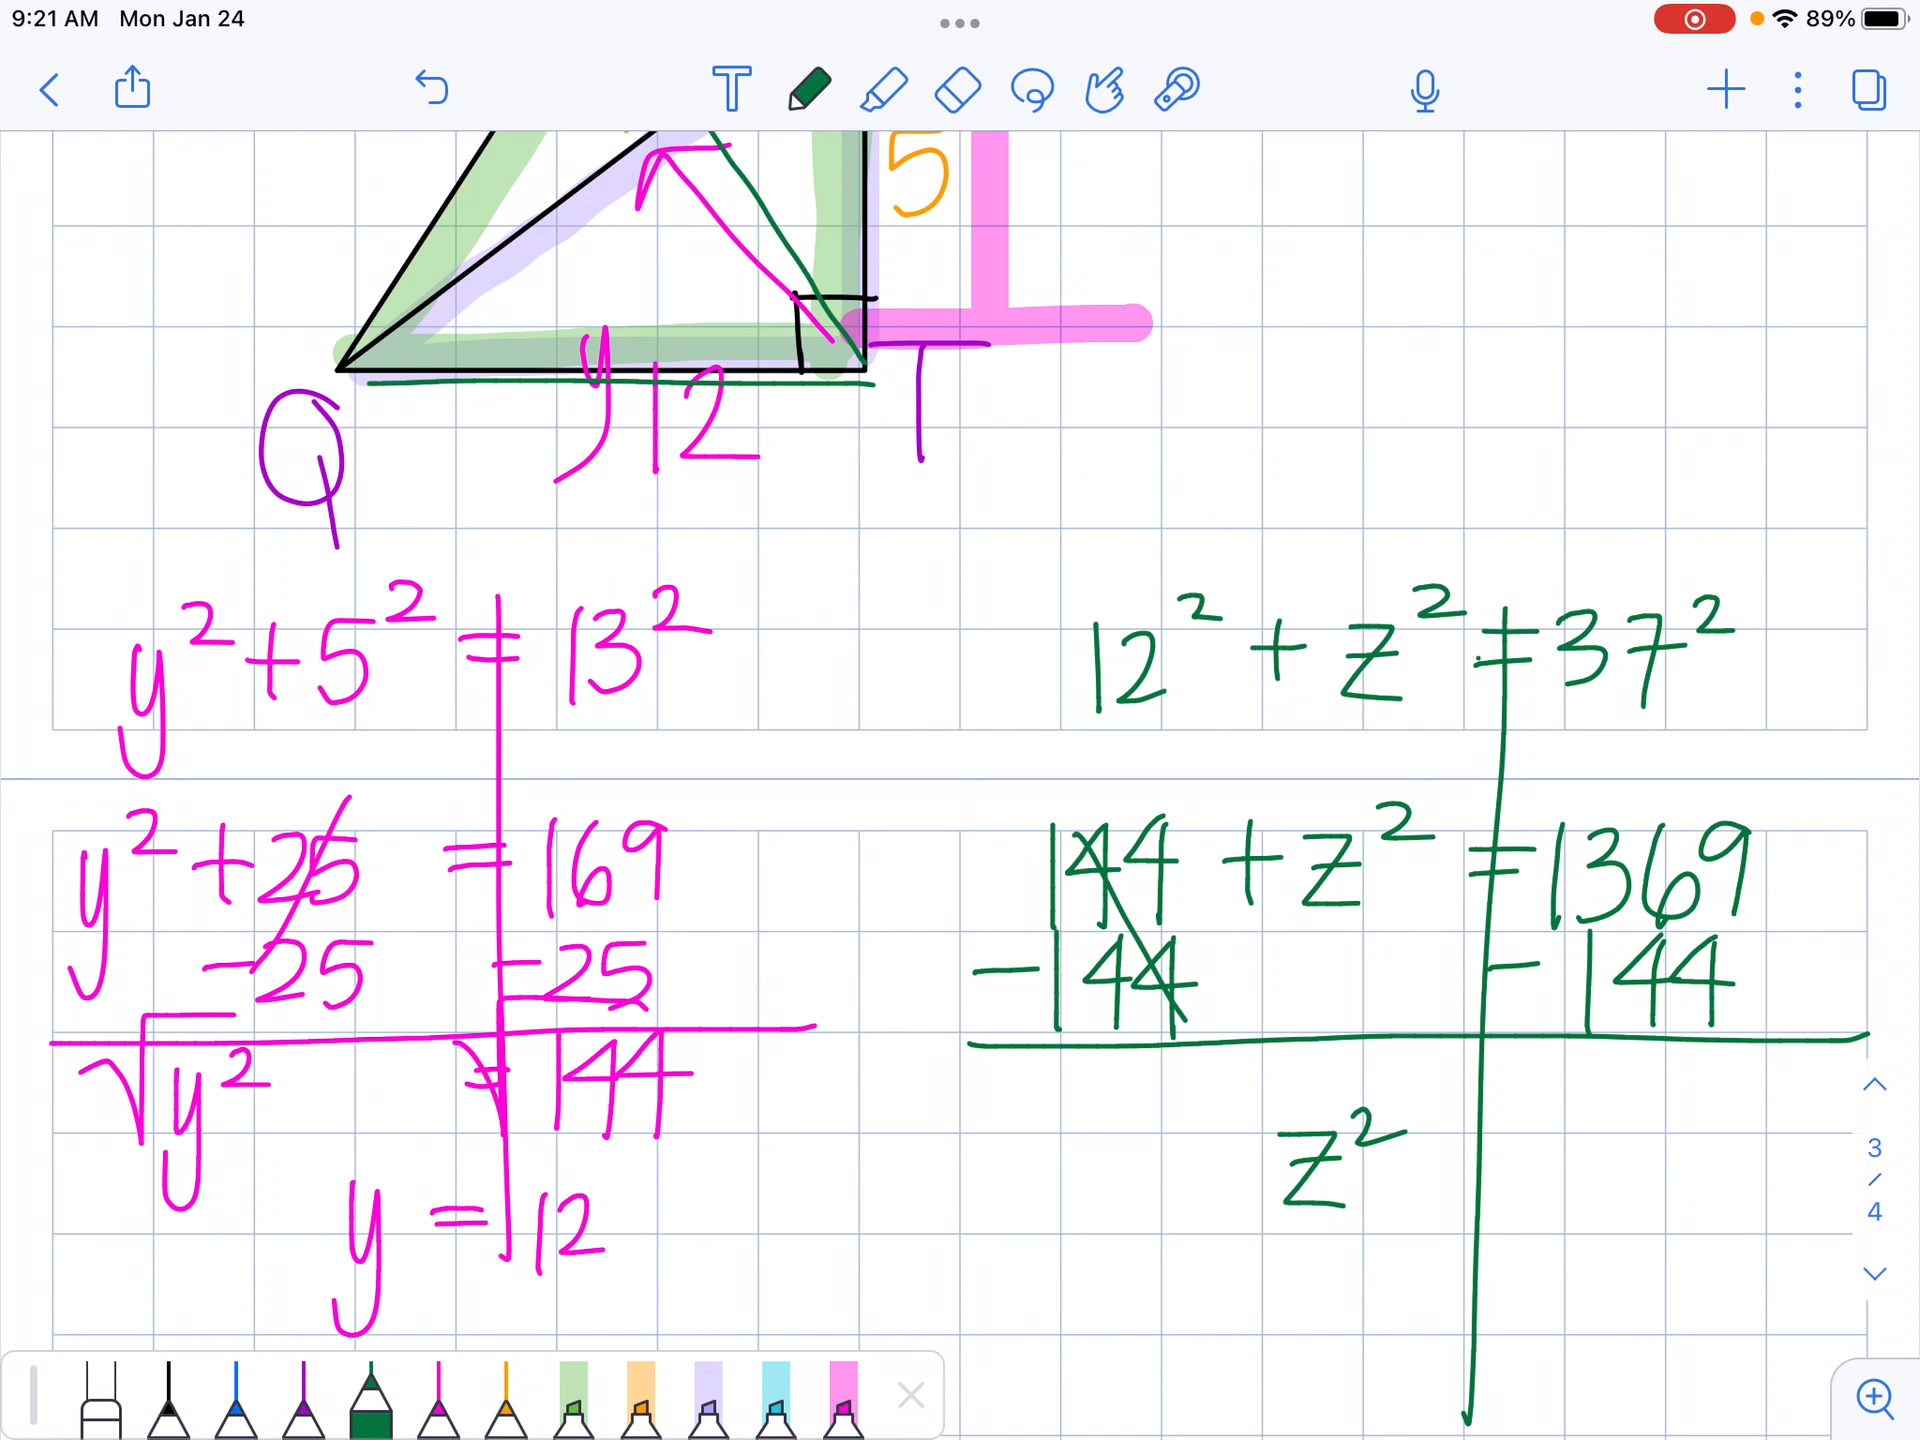 9:21 AM Mon Jan 24
89%
T
5
y 12
T
Q
y² + 5² = 13²
12² + z² = 37²
y² + 25 = 169
144 + z² = 1369
- 25 - 25
- 144 - 144
√y² = √144
z²
y = 12
3
/
4